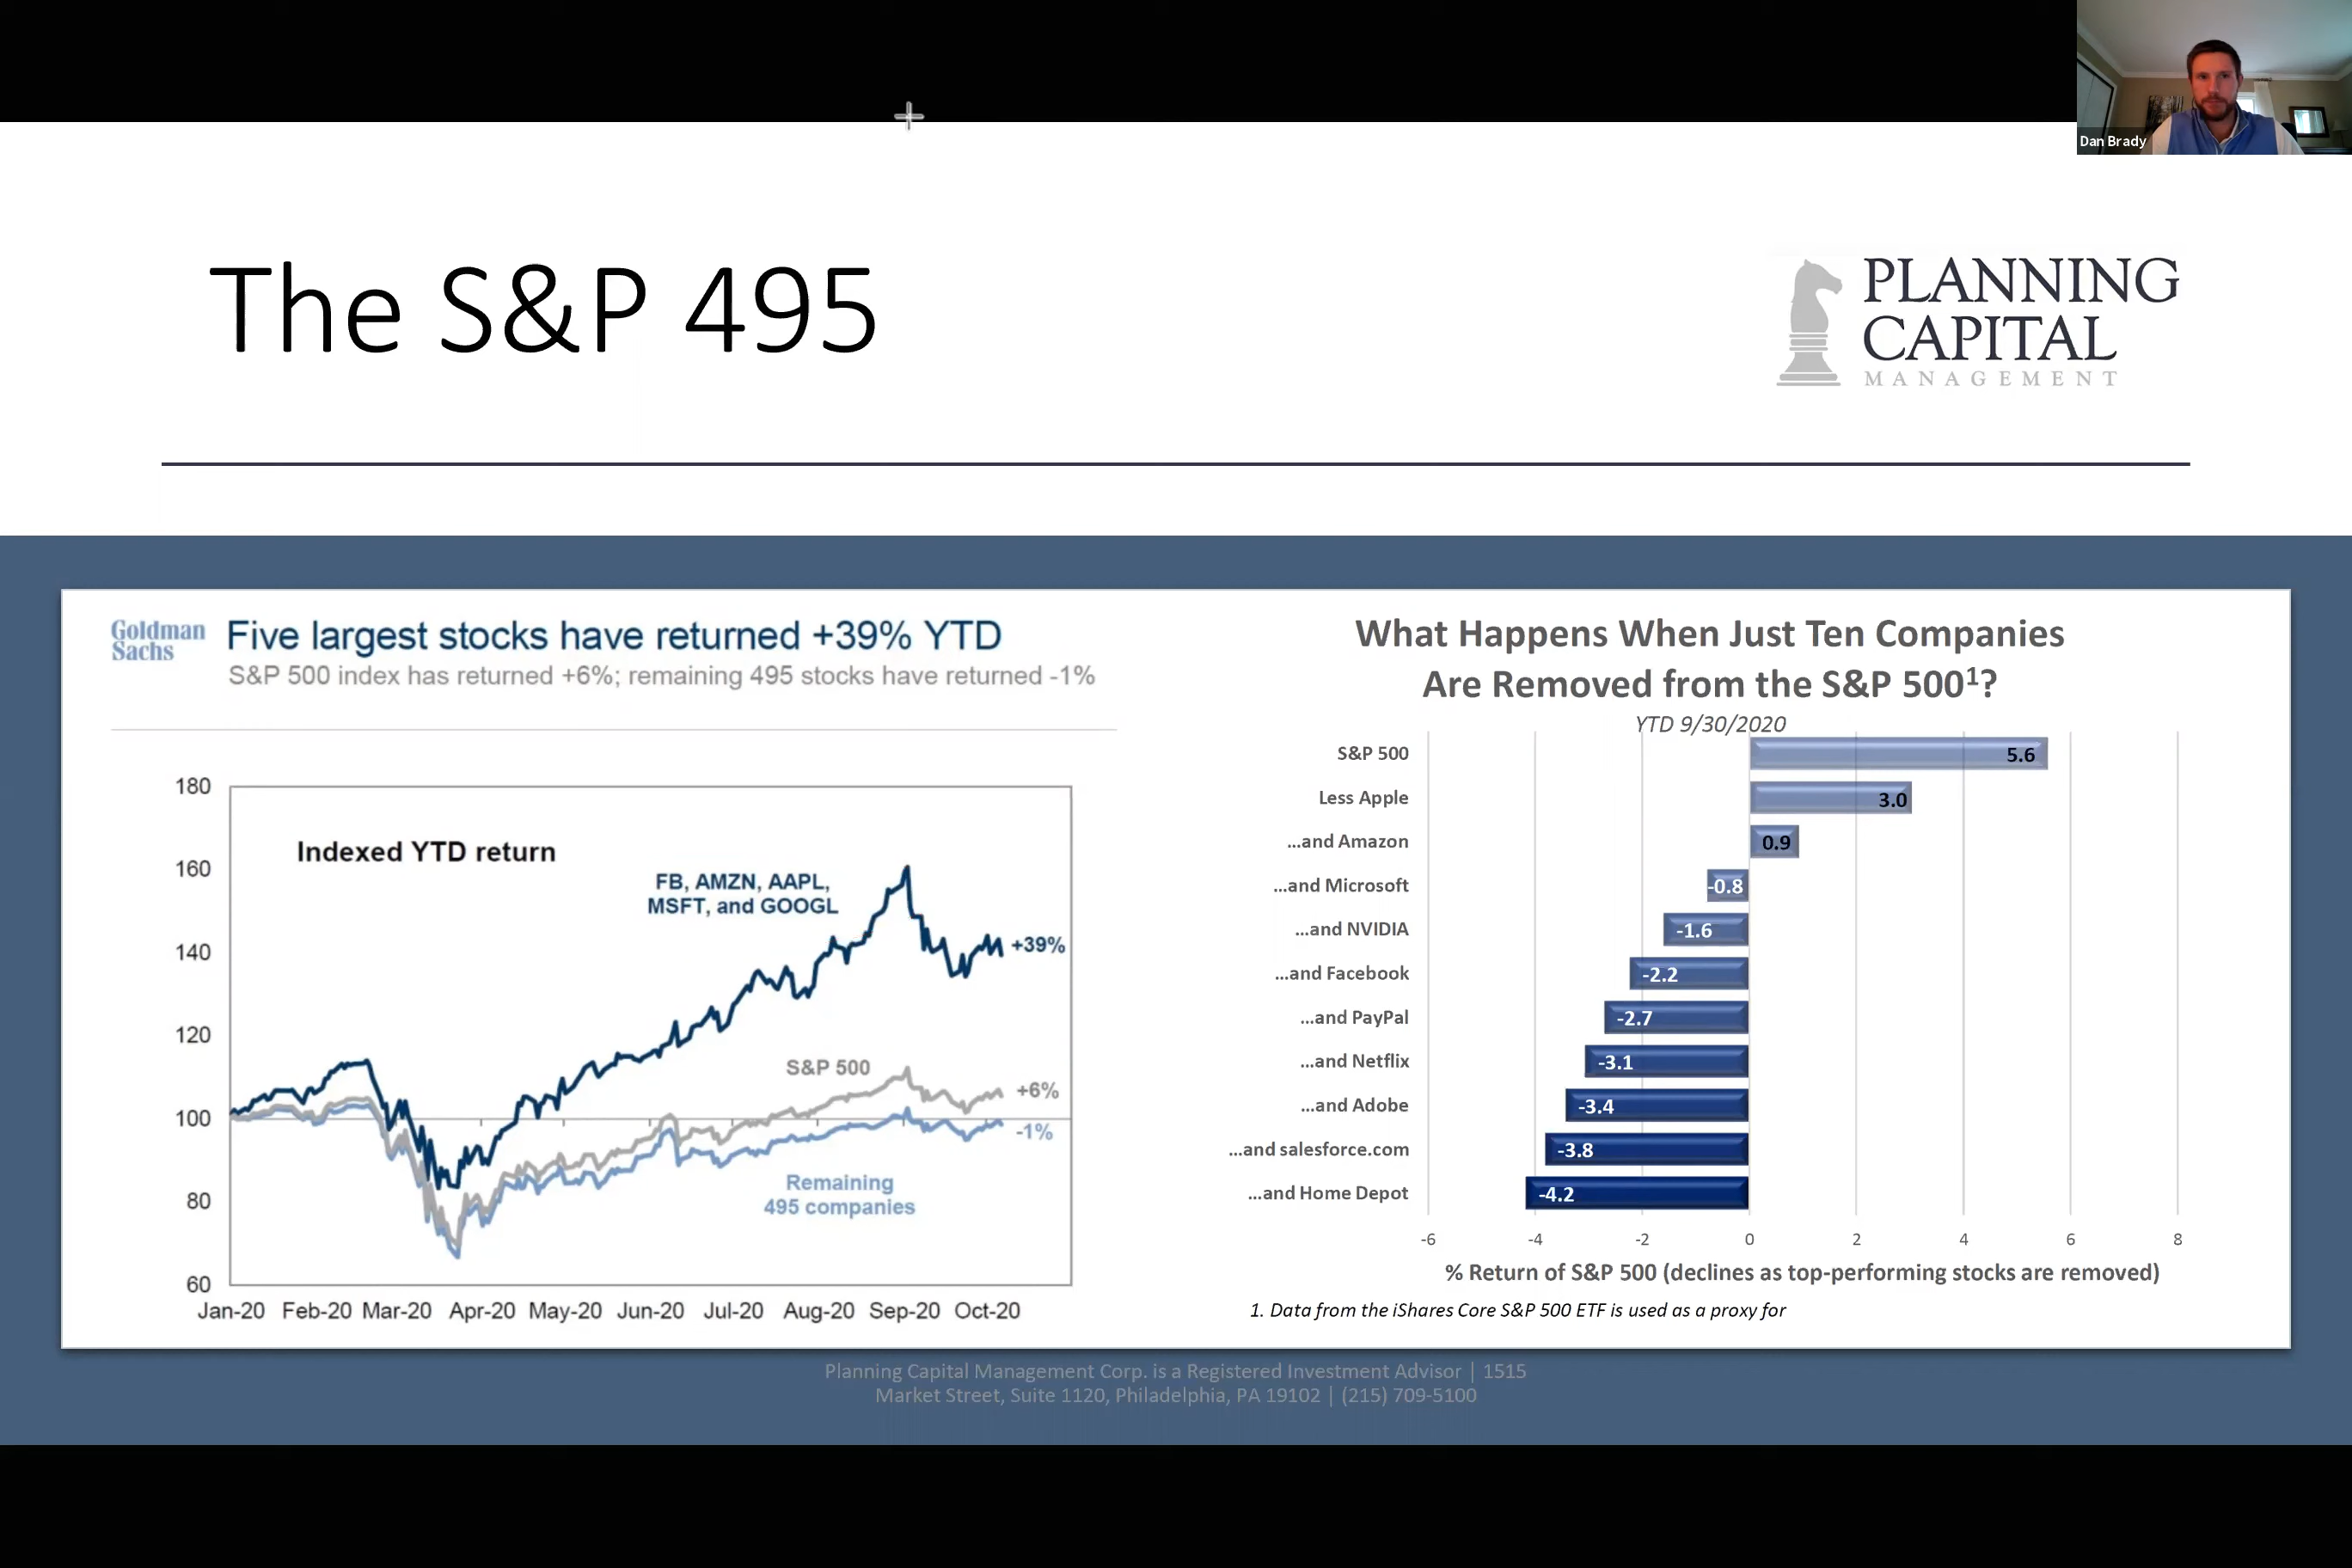 Dan Brady
The S&P 495
PLANNING
CAPITAL
MANAGEMENT
Goldman
Sachs
Five largest stocks have returned +39% YTD
S&P 500 index has returned +6%; remaining 495 stocks have returned -1%
180
160
140
120
100
80
60
Indexed YTD return
FB, AMZN, AAPL,
MSFT, and GOOGL
+39%
S&P 500
+6%
-1%
Remaining
495 companies
Jan-20 Feb-20 Mar-20 Apr-20 May-20 Jun-20 Jul-20 Aug-20 Sep-20 Oct-20
What Happens When Just Ten Companies
Are Removed from the S&P 500¹?
YTD 9/30/2020
S&P 500 5.6
Less Apple 3.0
...and Amazon 0.9
...and Microsoft -0.8
...and NVIDIA -1.6
...and Facebook -2.2
...and PayPal -2.7
...and Netflix -3.1
...and Adobe -3.4
...and salesforce.com -3.8
...and Home Depot -4.2
-6 -4 -2 0 2 4 6 8
% Return of S&P 500 (declines as top-performing stocks are removed)
1. Data from the iShares Core S&P 500 ETF is used as a proxy for
Planning Capital Management Corp. is a Registered Investment Advisor | 1515
Market Street, Suite 1120, Philadelphia, PA 19102 | (215) 709-5100